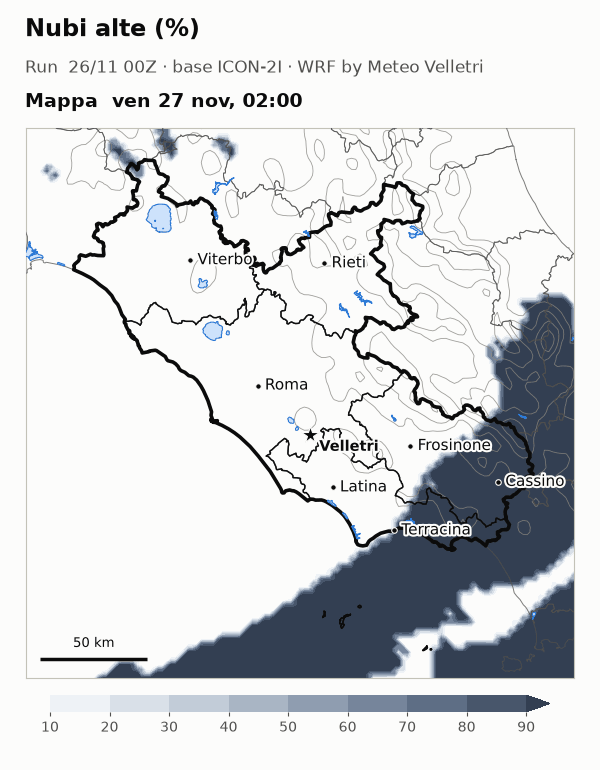 Nubi alte (%)
Run  26/11 00Z · base ICON-2I · WRF by Meteo Velletri
Mappa  ven 27 nov, 02:00
Viterbo
Rieti
Roma
Velletri
Frosinone
Cassino
Latina
Terracina
50 km
10 20 30 40 50 60 70 80 90